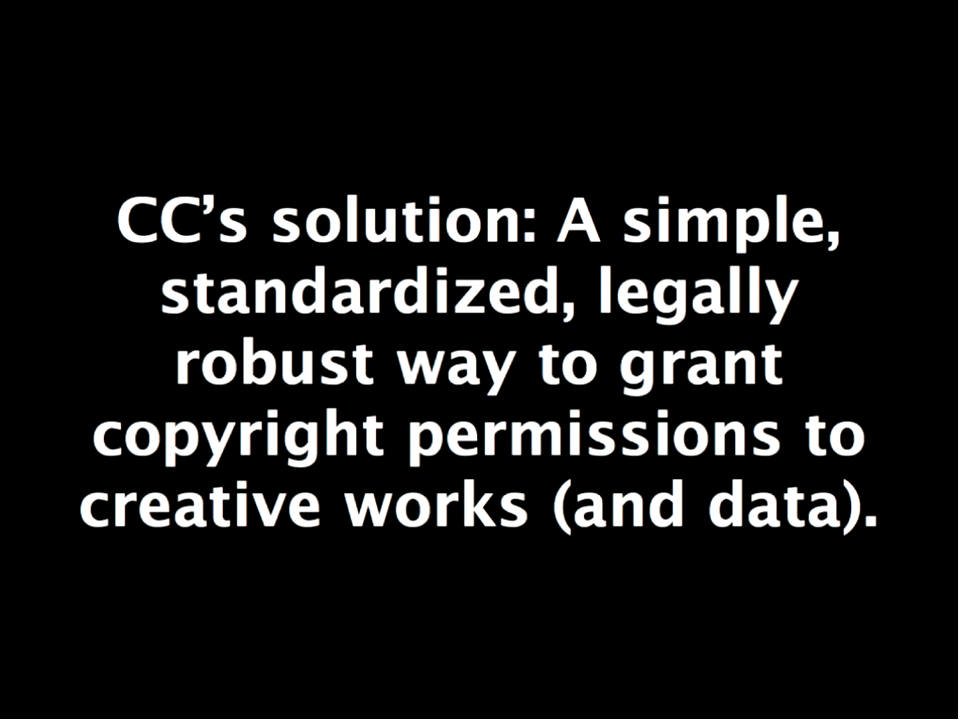 CC’s solution: A simple,
standardized, legally
robust way to grant
copyright permissions to
creative works (and data).